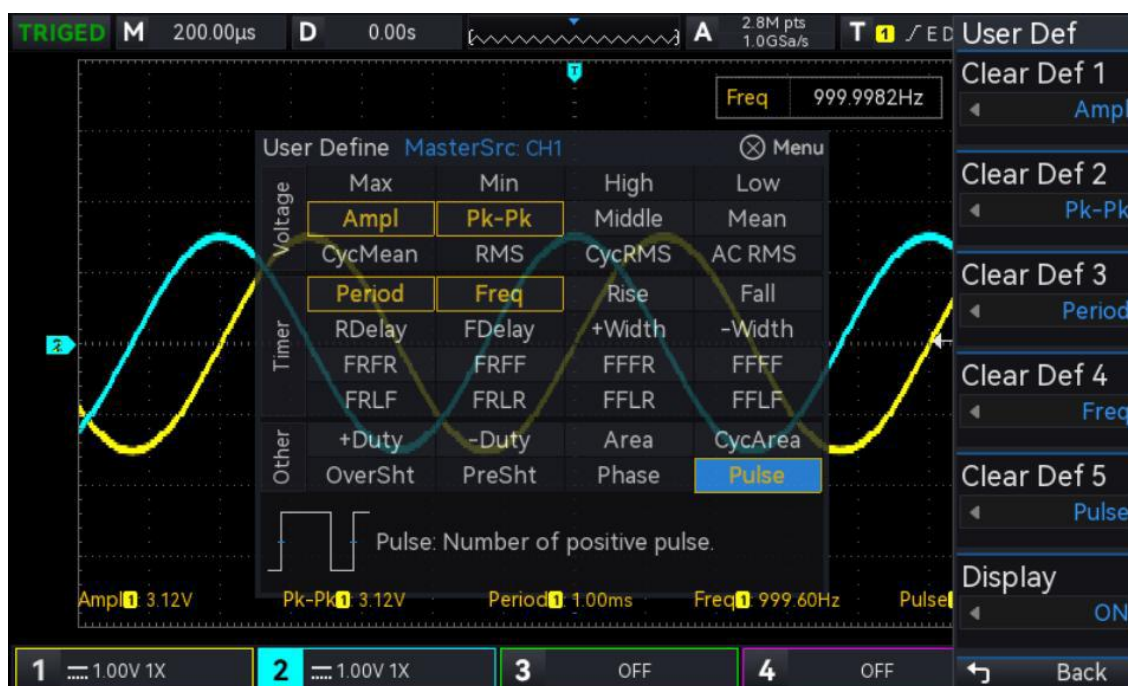 TRIGED M 200.00μs D 0.00s A 2.8M pts 1.0GSa/s T 1 ED
User Def
T
Freq 999.9982Hz
Clear Def 1
Ampl
User Define MasterSrc: CH1 Menu
Voltage
Max Min High Low
Ampl Pk-Pk Middle Mean
CycMean RMS CycRMS AC RMS
Timer
Period Freq Rise Fall
RDelay FDelay +Width -Width
FRFR FRFF FFFR FFFF
FRLF FRLR FFLR FFLF
Other
+Duty -Duty Area CycArea
OverSht PreSht Phase Pulse
Pulse: Number of positive pulse.
Clear Def 2
Pk-Pk
Clear Def 3
Period
Clear Def 4
Freq
Clear Def 5
Pulse
Display
ON
Ampl 1: 3.12V Pk-Pk 1: 3.12V Period 1: 1.00ms Freq 1: 999.60Hz Pulse
1 1.00V 1X 2 1.00V 1X 3 OFF 4 OFF
Back